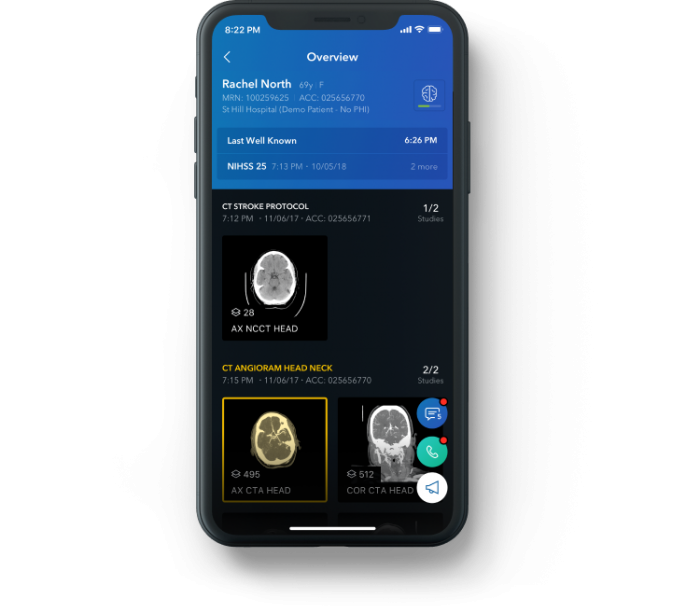 8:22 PM
Overview
Rachel North 69y | F
MRN: 100259625 | ACC: 025656770
St Hill Hospital (Demo Patient - No PHI)
Last Well Known 6:26 PM
NIHSS 25 7:13 PM - 10/05/18 2 more
CT STROKE PROTOCOL 1/2
7:12 PM - 11/06/17 - ACC: 025656771 Studies
28
AX NCCT HEAD
CT ANGIORAM HEAD NECK 2/2
7:15 PM - 11/06/17 - ACC: 025656770 Studies
5
495 512
AX CTA HEAD COR CTA HEAD